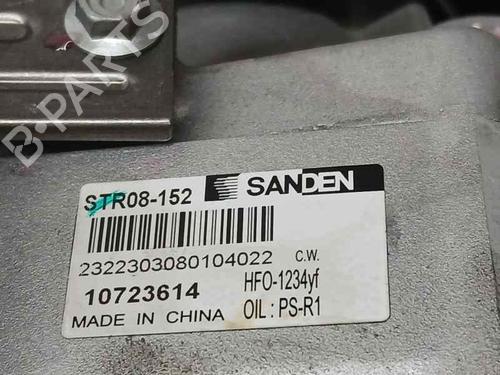 B-PARTS
STR08-152 SANDEN
2322303080104022 C.W.
10723614 HFO-1234yf
MADE IN CHINA OIL : PS-R1